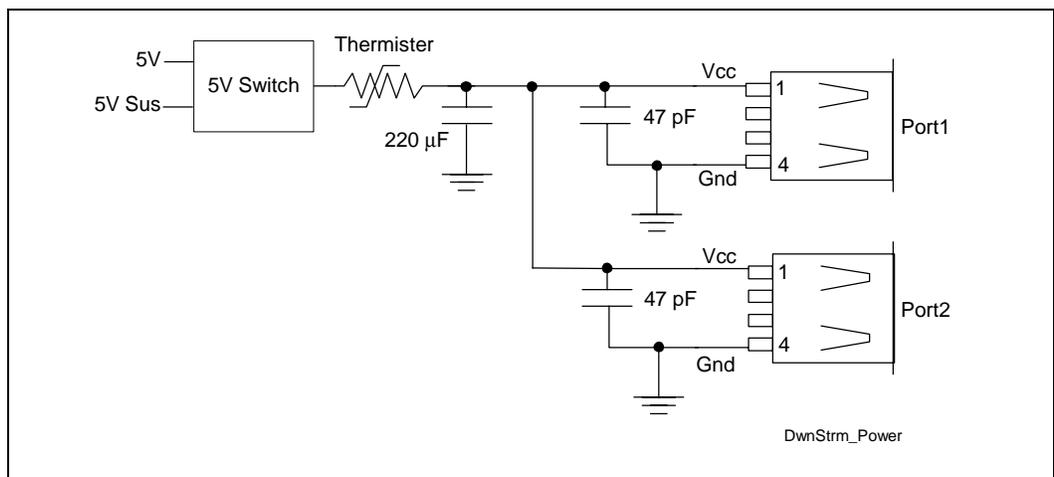 Thermister
5V
5V Sus
5V Switch
220 µF
47 pF
Vcc
1
4
Gnd
Port1
Vcc
1
47 pF
4
Gnd
Port2
DwnStrm_Power